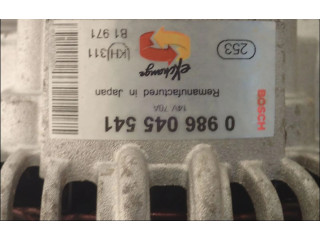 BOSCH
0 986 045 541
14V 70A
Remanufactured in Japan
eXchange
253
KH/311
B1 971